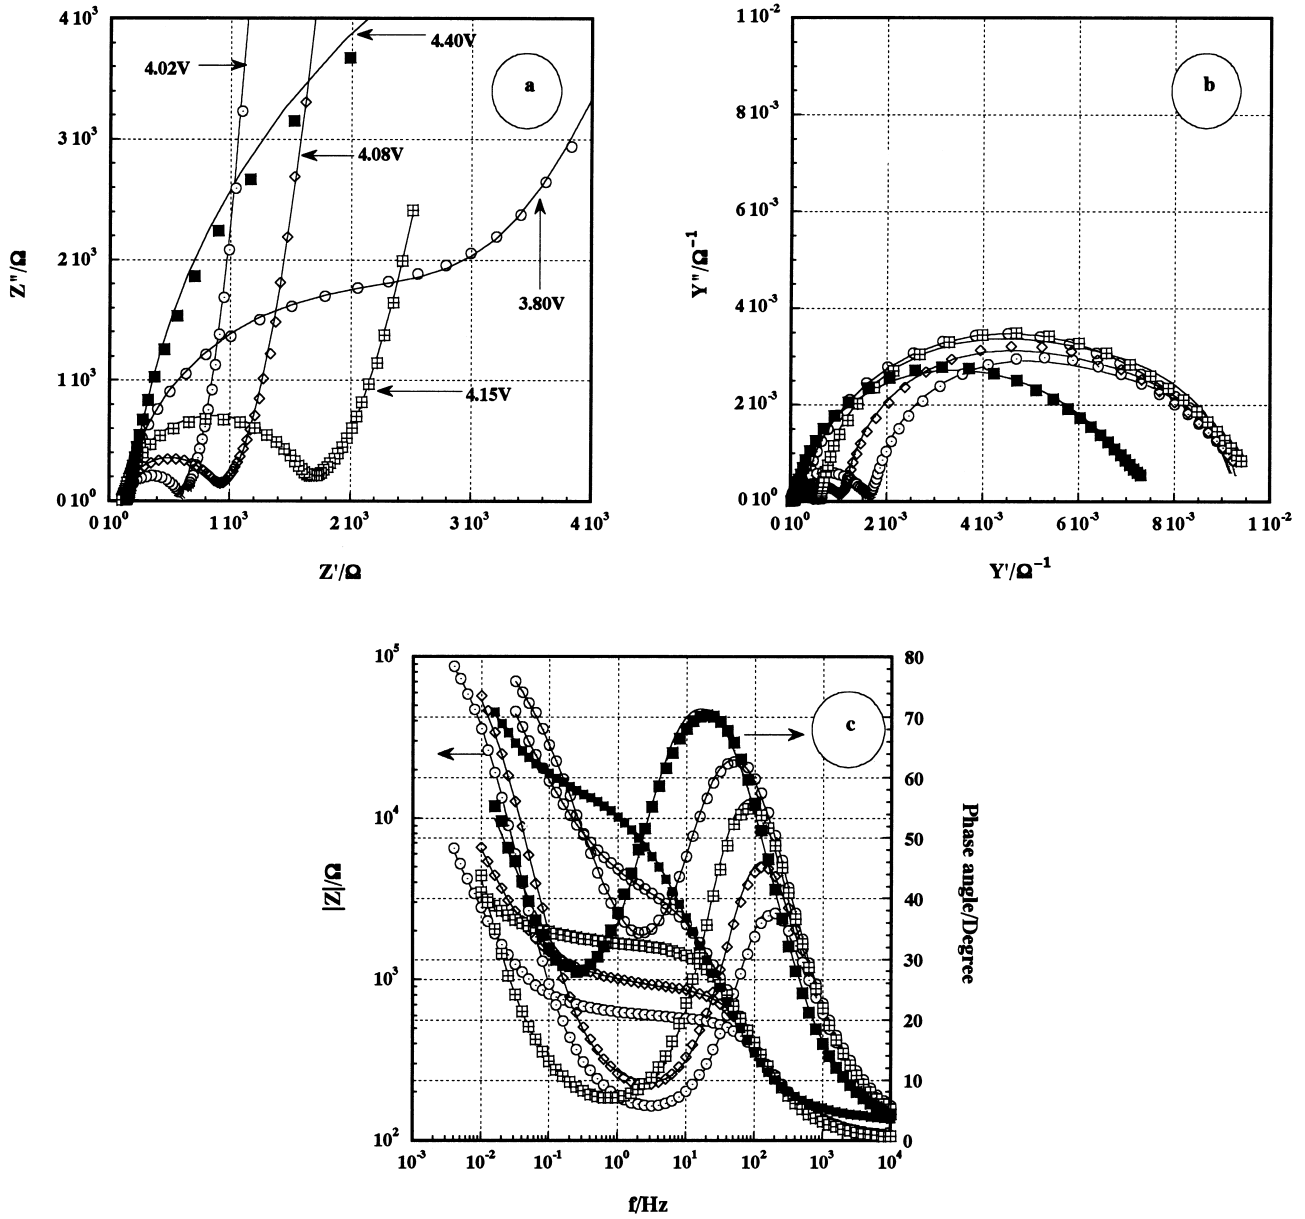 4 10³
3 10³
2 10³
1 10³
0 10⁰
0 10⁰ 1 10³ 2 10³ 3 10³ 4 10³
Z''/Ω
Z'/Ω
4.02V
4.40V
4.08V
3.80V
4.15V
a
1 10⁻²
8 10⁻³
6 10⁻³
4 10⁻³
2 10⁻³
0 10⁰
0 10⁰ 2 10⁻³ 4 10⁻³ 6 10⁻³ 8 10⁻³ 1 10⁻²
Y''/Ω⁻¹
Y'/Ω⁻¹
b
10⁵
10⁴
10³
10²
|Z|/Ω
10⁻³ 10⁻² 10⁻¹ 10⁰ 10¹ 10² 10³ 10⁴
f/Hz
80
70
60
50
40
30
20
10
0
Phase angle/Degree
c